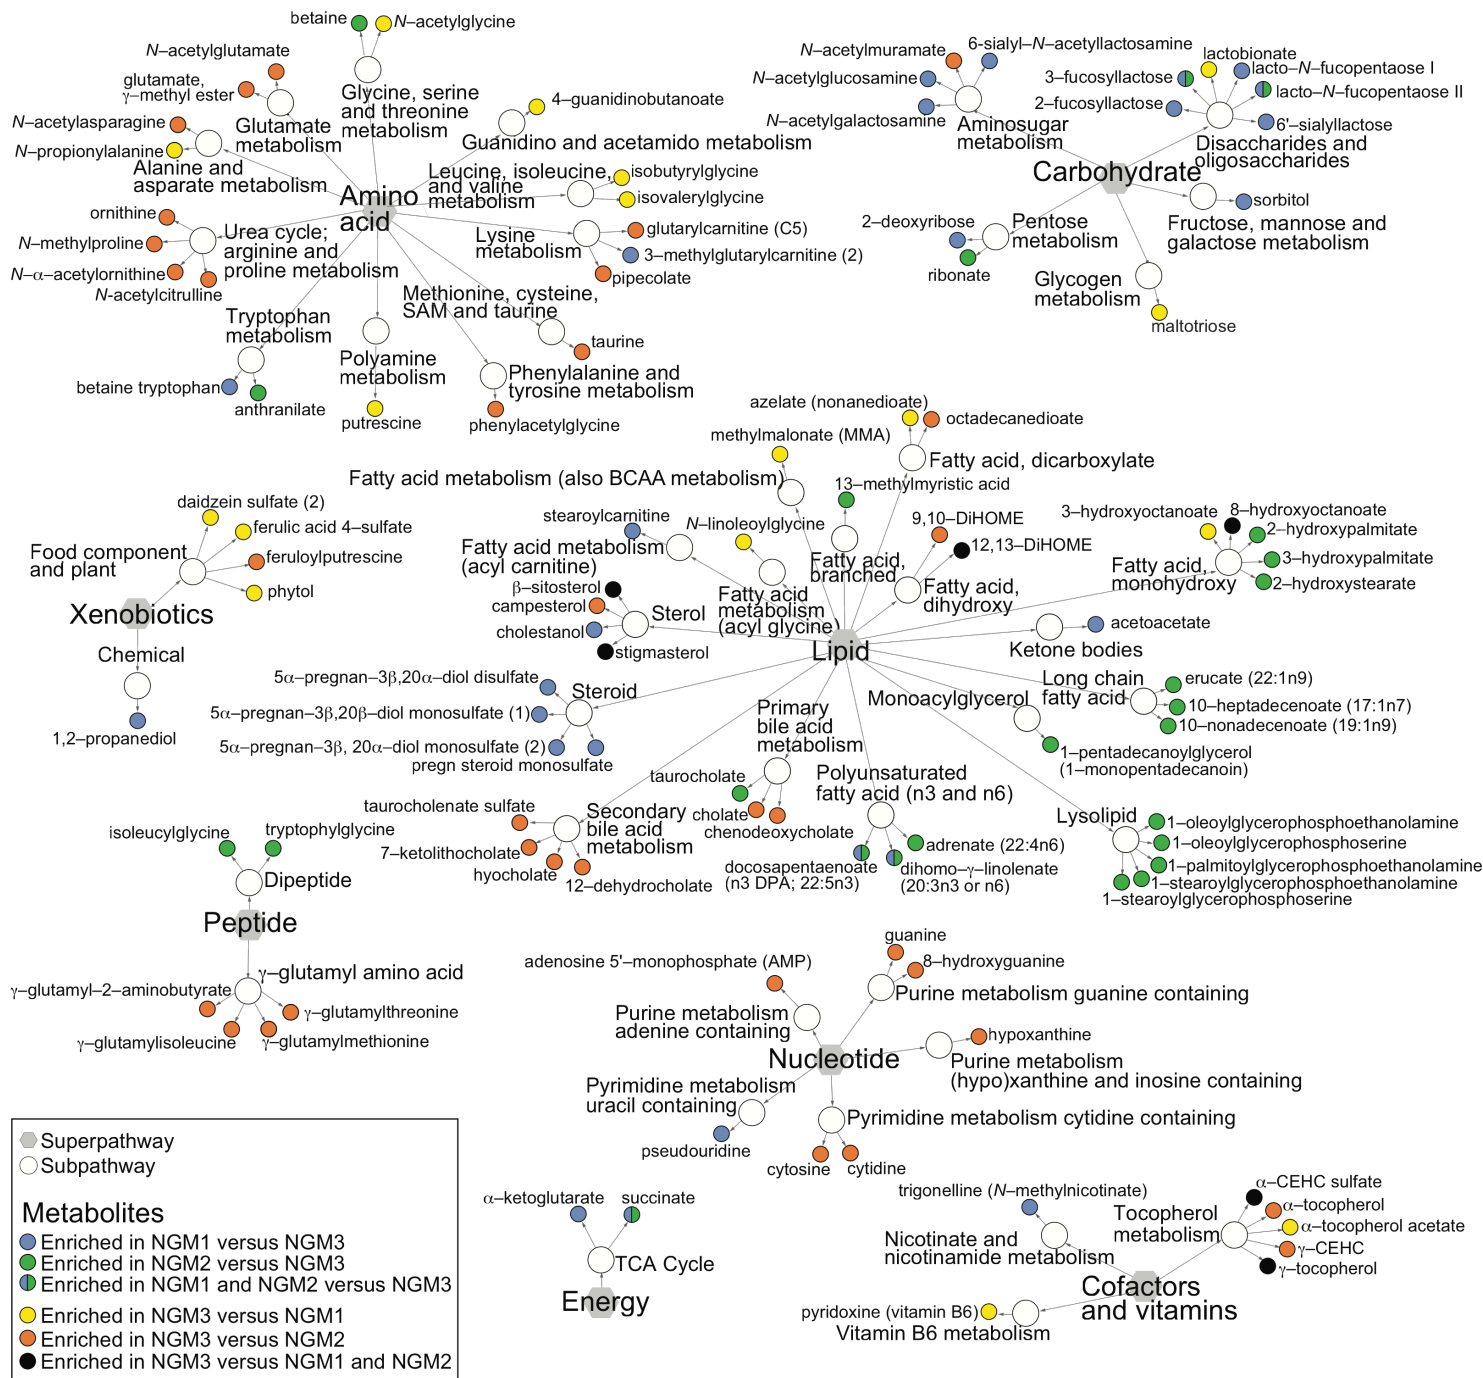 betaine
N–acetylglycine
N–acetylglutamate
glutamate,
γ–methyl ester
Glycine, serine
and threonine
metabolism
Glutamate
metabolism
4–guanidinobutanoate
Guanidino and acetamido metabolism
N–acetylasparagine
N–propionylalanine
Alanine and
asparate metabolism
Leucine, isoleucine,
and valine
metabolism
isobutyrylglycine
isovalerylglycine
Amino
acid
ornithine
N–methylproline
N–α–acetylornithine
N-acetylcitrulline
Urea cycle;
arginine and
proline metabolism
Lysine
metabolism
glutarylcarnitine (C5)
3–methylglutarylcarnitine (2)
pipecolate
Methionine, cysteine,
SAM and taurine
taurine
Tryptophan
metabolism
betaine tryptophan
anthranilate
Polyamine
metabolism
putrescine
Phenylalanine and
tyrosine metabolism
phenylacetylglycine
N–acetylmuramate
6-sialyl–N–acetyllactosamine
N–acetylglucosamine
N–acetylgalactosamine
Aminosugar
metabolism
lactobionate
3–fucosyllactose
lacto–N–fucopentaose I
lacto–N–fucopentaose II
2–fucosyllactose
6'–sialyllactose
Disaccharides and
oligosaccharides
Carbohydrate
sorbitol
Fructose, mannose and
galactose metabolism
2–deoxyribose
ribonate
Pentose
metabolism
Glycogen
metabolism
maltotriose
azelate (nonanedioate)
octadecanedioate
Fatty acid, dicarboxylate
methylmalonate (MMA)
Fatty acid metabolism (also BCAA metabolism)
13–methylmyristic acid
Fatty acid,
branched
stearoylcarnitine
Fatty acid metabolism
(acyl carnitine)
N–linoleoylglycine
Fatty acid
metabolism
(acyl glycine)
9,10–DiHOME
12,13–DiHOME
Fatty acid,
dihydroxy
3–hydroxyoctanoate
8–hydroxyoctanoate
2–hydroxypalmitate
3–hydroxypalmitate
2–hydroxystearate
Fatty acid,
monohydroxy
β–sitosterol
campesterol
cholestanol
stigmasterol
Sterol
Lipid
acetoacetate
Ketone bodies
5α–pregnan–3β,20α–diol disulfate
5α–pregnan–3β,20β–diol monosulfate (1)
5α–pregnan–3β, 20α–diol monosulfate (2)
pregn steroid monosulfate
Steroid
Monoacylglycerol
1–pentadecanoylglycerol
(1–monopentadecanoin)
Long chain
fatty acid
erucate (22:1n9)
10–heptadecenoate (17:1n7)
10–nonadecenoate (19:1n9)
Primary
bile acid
metabolism
taurocholate
cholate
chenodeoxycholate
Polyunsaturated
fatty acid (n3 and n6)
adrenate (22:4n6)
docosapentaenoate
(n3 DPA; 22:5n3)
dihomo–γ–linolenate
(20:3n3 or n6)
taurocholenate sulfate
7–ketolithocholate
hyocholate
12–dehydrocholate
Secondary
bile acid
metabolism
Lysolipid
1–oleoylglycerophosphoethanolamine
1–oleoylglycerophosphoserine
1–palmitoylglycerophosphoethanolamine
1–stearoylglycerophosphoethanolamine
1–stearoylglycerophosphoserine
daidzein sulfate (2)
ferulic acid 4–sulfate
feruloylputrescine
phytol
Food component
and plant
Xenobiotics
Chemical
1,2–propanediol
isoleucylglycine
tryptophylglycine
Dipeptide
Peptide
γ–glutamyl amino acid
γ–glutamyl–2–aminobutyrate
γ–glutamylthreonine
γ–glutamylisoleucine
γ–glutamylmethionine
guanine
8–hydroxyguanine
adenosine 5'–monophosphate (AMP)
Purine metabolism guanine containing
Purine metabolism
adenine containing
hypoxanthine
Nucleotide
Purine metabolism
(hypo)xanthine and inosine containing
Pyrimidine metabolism
uracil containing
pseudouridine
Pyrimidine metabolism cytidine containing
cytosine
cytidine
α–ketoglutarate
succinate
TCA Cycle
Energy
trigonelline (N–methylnicotinate)
Nicotinate and
nicotinamide metabolism
Tocopherol
metabolism
α–CEHC sulfate
α–tocopherol
α–tocopherol acetate
γ–CEHC
γ–tocopherol
Cofactors
and vitamins
pyridoxine (vitamin B6)
Vitamin B6 metabolism
Superpathway
Subpathway
Metabolites
Enriched in NGM1 versus NGM3
Enriched in NGM2 versus NGM3
Enriched in NGM1 and NGM2 versus NGM3
Enriched in NGM3 versus NGM1
Enriched in NGM3 versus NGM2
Enriched in NGM3 versus NGM1 and NGM2